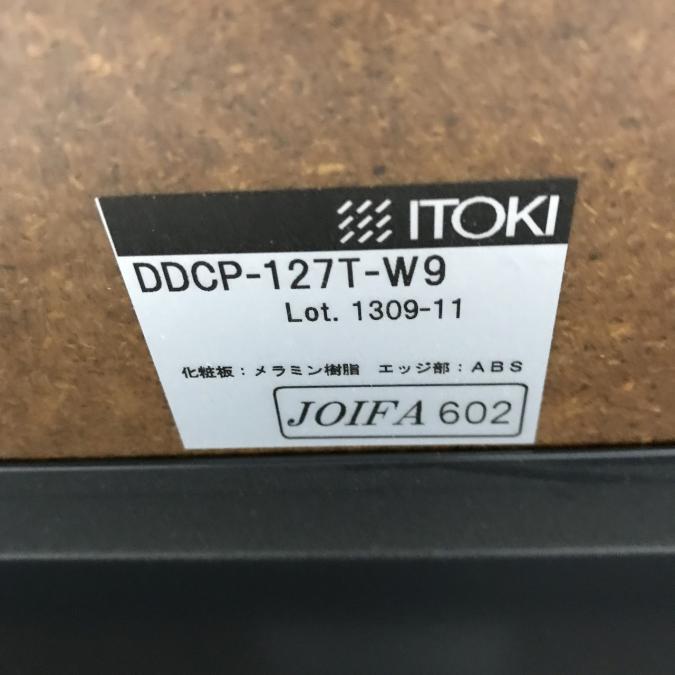 ITOKI
DDCP-127T-W9
Lot. 1309-11
化粧板：メラミン樹脂　エッジ部：ABS
JOIFA 602